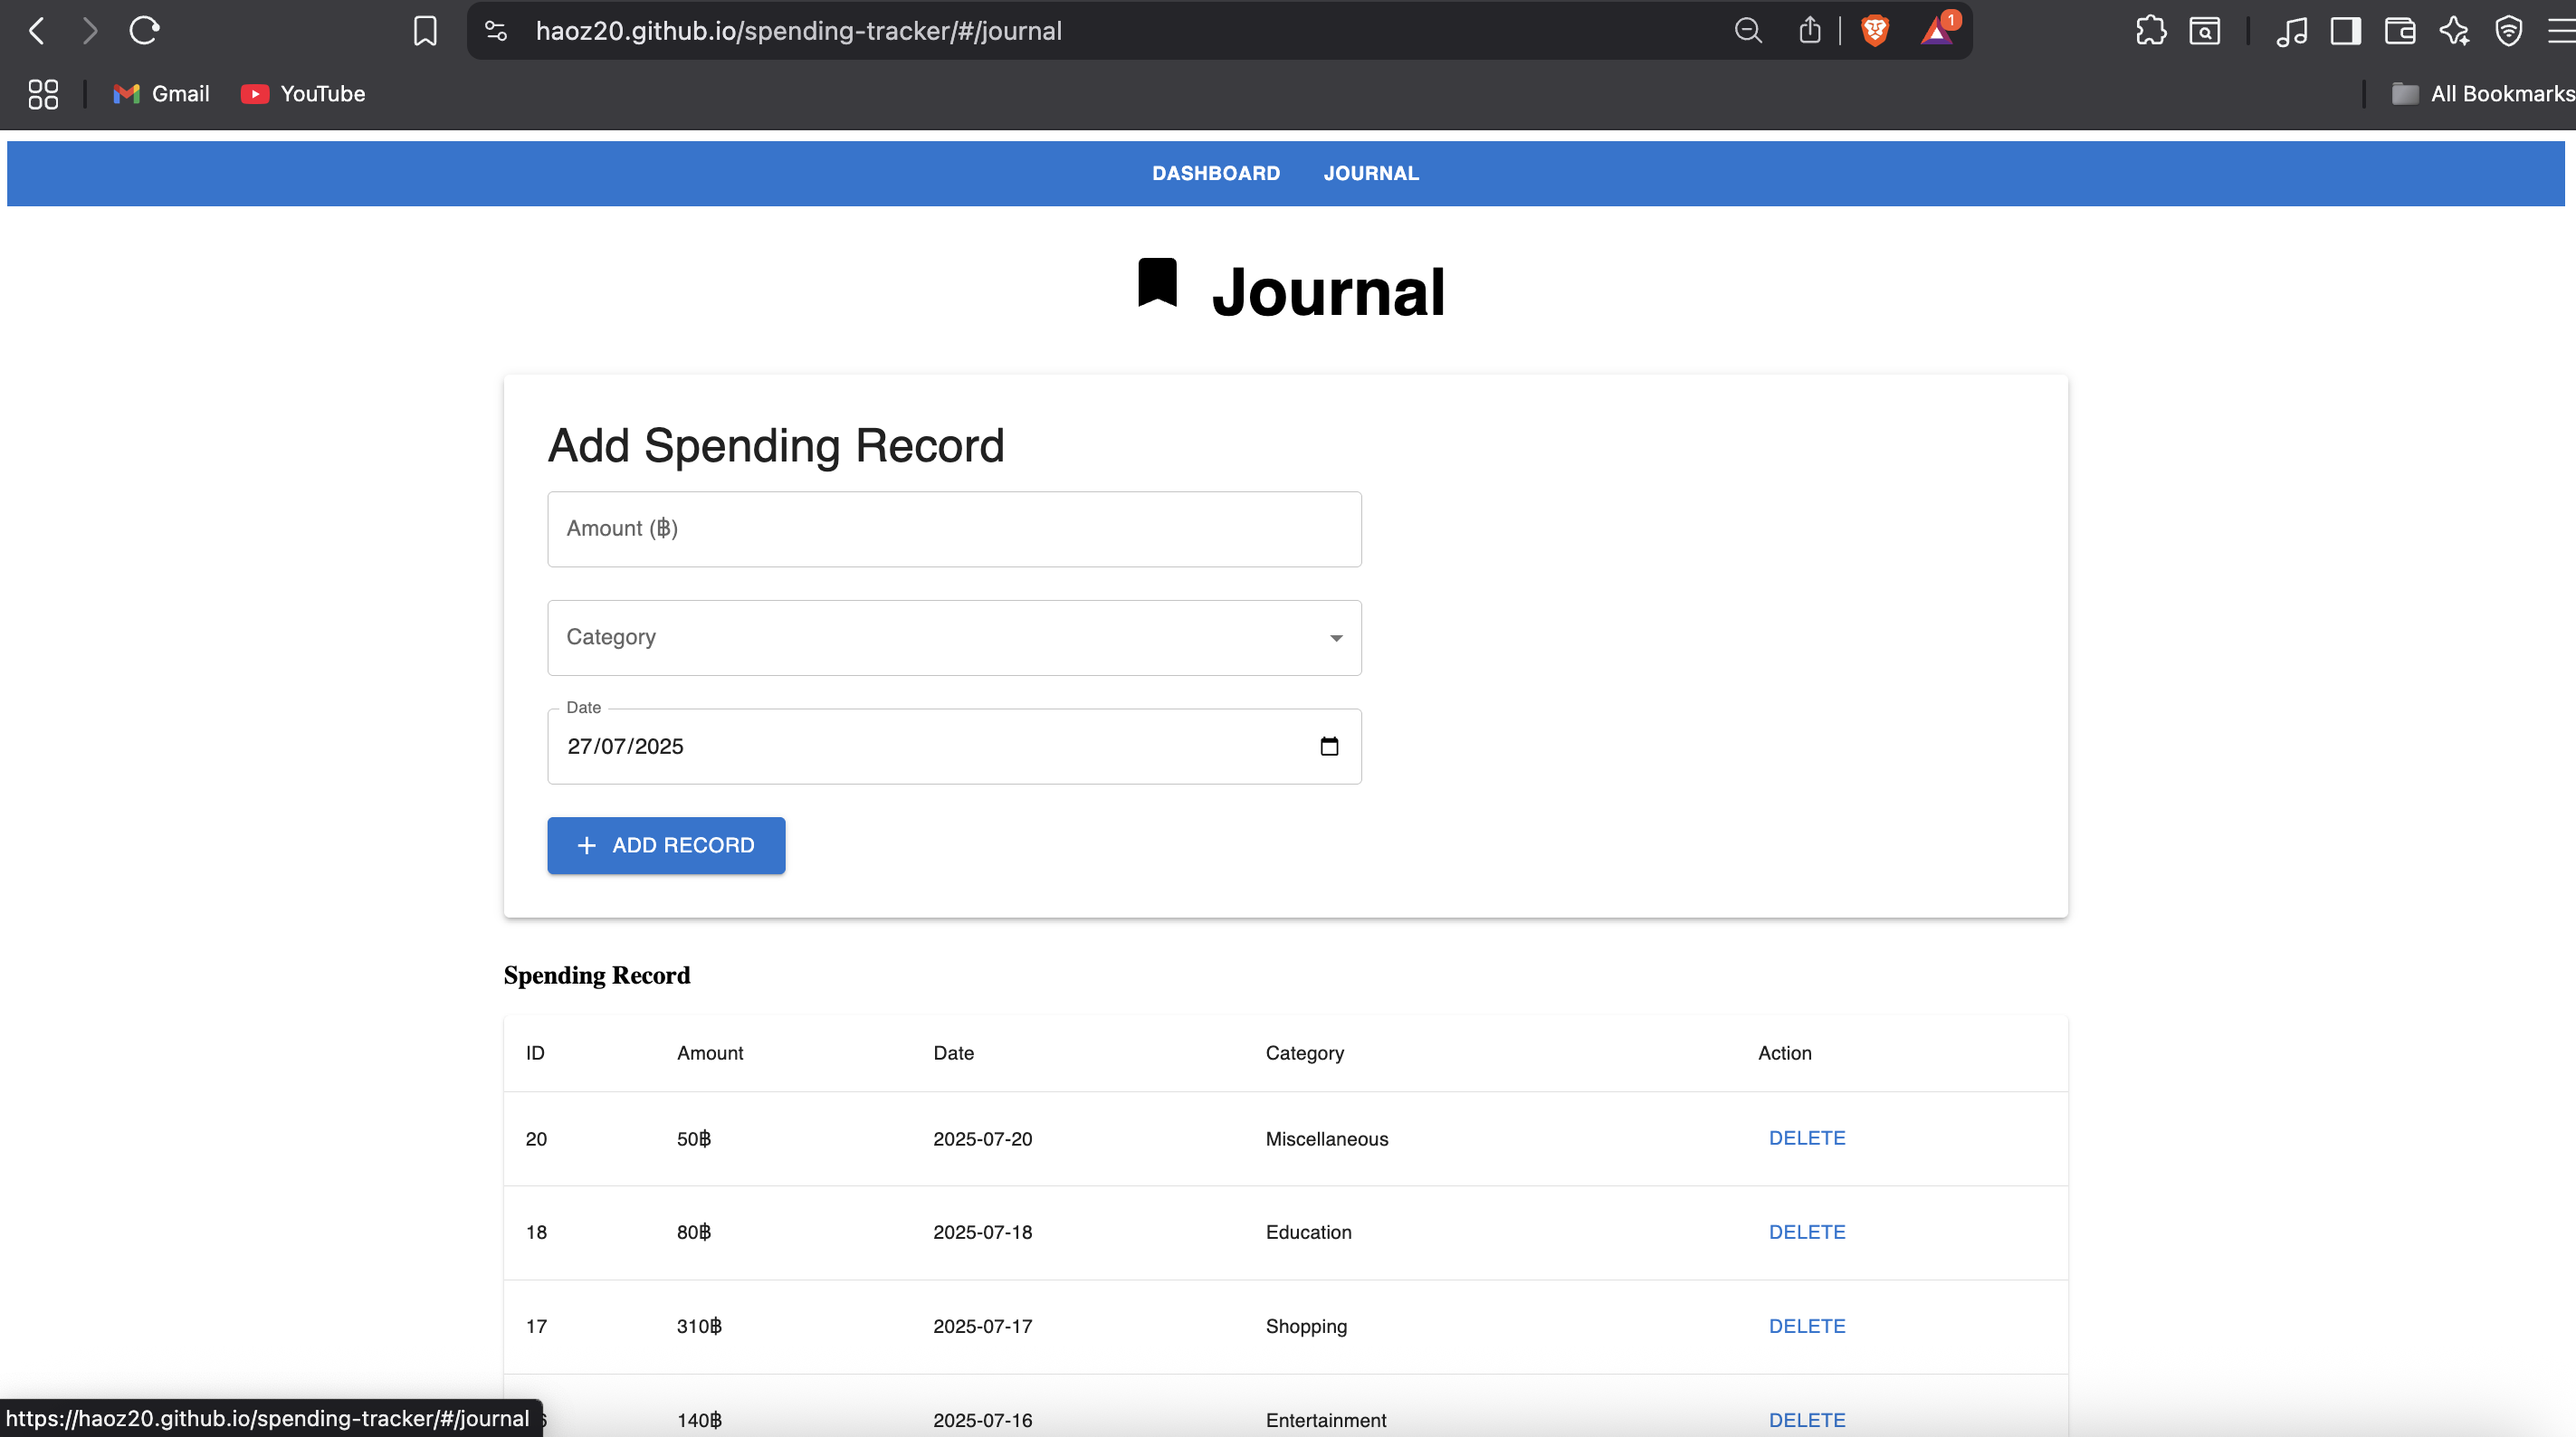 haoz20.github.io/spending-tracker/#/journal
1
Gmail YouTube All Bookmarks
DASHBOARD JOURNAL
Journal
Add Spending Record
Amount (฿)
Category
Date
27/07/2025
+ ADD RECORD
Spending Record
ID Amount Date Category Action
20 50฿ 2025-07-20 Miscellaneous DELETE
18 80฿ 2025-07-18 Education DELETE
17 310฿ 2025-07-17 Shopping DELETE
140฿ 2025-07-16 Entertainment DELETE
https://haoz20.github.io/spending-tracker/#/journal